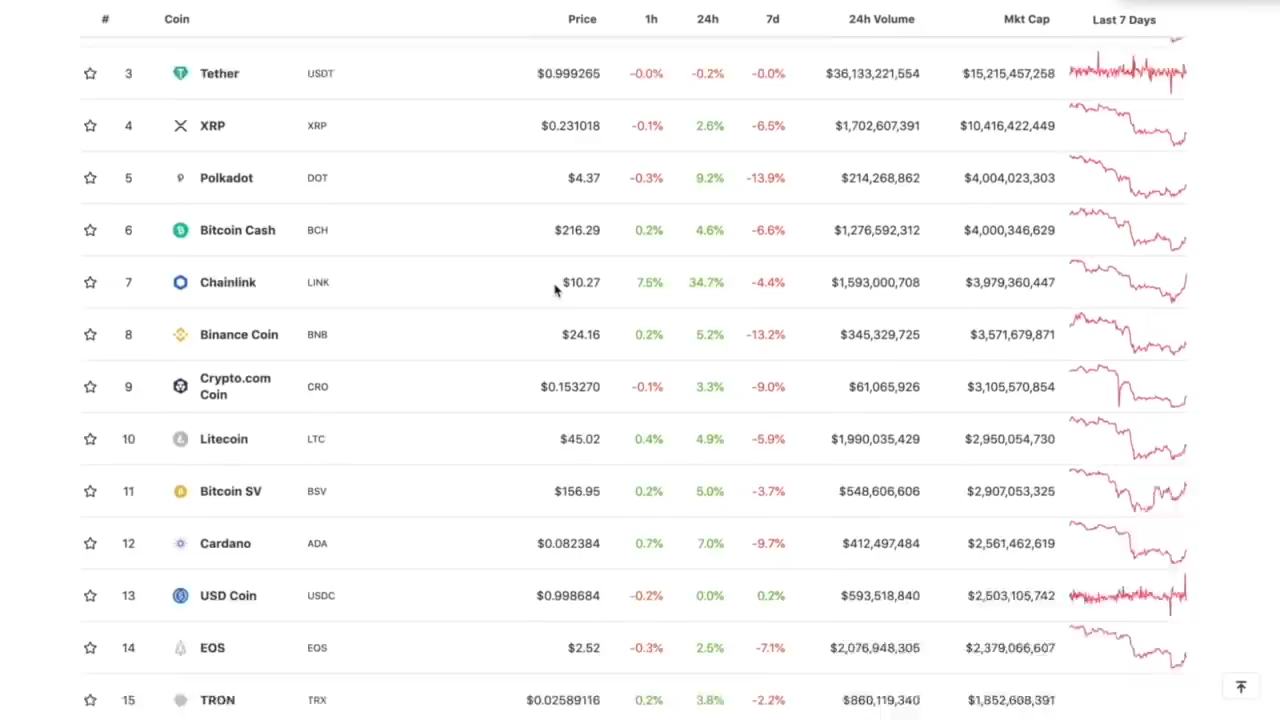 # Coin Price 1h 24h 7d 24h Volume Mkt Cap Last 7 Days
3 Tether USDT $0.999265 -0.0% -0.2% -0.0% $36,133,221,554 $15,215,457,258
4 XRP XRP $0.231018 -0.1% 2.6% -6.5% $1,702,607,391 $10,416,422,449
5 Polkadot DOT $4.37 -0.3% 9.2% -13.9% $214,268,862 $4,004,023,303
6 Bitcoin Cash BCH $216.29 0.2% 4.6% -6.6% $1,276,592,312 $4,000,346,629
7 Chainlink LINK $10.27 7.5% 34.7% -4.4% $1,593,000,708 $3,979,360,447
8 Binance Coin BNB $24.16 0.2% 5.2% -13.2% $345,329,725 $3,571,679,871
9 Crypto.com Coin CRO $0.153270 -0.1% 3.3% -9.0% $61,065,926 $3,105,570,854
10 Litecoin LTC $45.02 0.4% 4.9% -5.9% $1,990,035,429 $2,950,054,730
11 Bitcoin SV BSV $156.95 0.2% 5.0% -3.7% $548,606,606 $2,907,053,325
12 Cardano ADA $0.082384 0.7% 7.0% -9.7% $412,497,484 $2,561,462,619
13 USD Coin USDC $0.998684 -0.2% 0.0% 0.2% $593,518,840 $2,503,105,742
14 EOS EOS $2.52 -0.3% 2.5% -7.1% $2,076,948,305 $2,379,066,607
15 TRON TRX $0.02589116 0.2% 3.8% -2.2% $860,119,340 $1,852,608,391